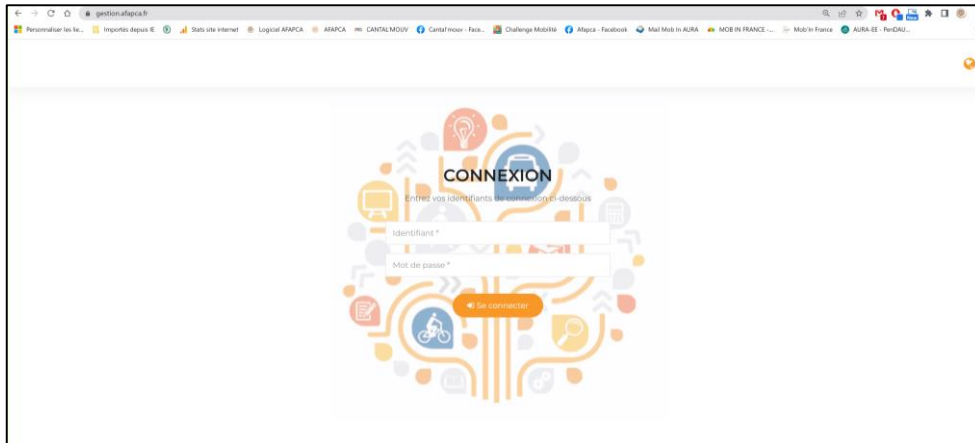 gestion.afapca.fr
Personnaliser les lie... Importés depuis IE Stats site internet Logiciel AFAPCA AFAPCA CANTAL'MOUV Cantal'mouv - Face... Challenge Mobilité Afapca - Facebook Mail Mob In AURA MOB IN FRANCE -... Mob'In France AURA-EE - PenDAU...
CONNEXION
Entrez vos identifiants de connexion ci-dessous
Identifiant *
Mot de passe *
Se connecter